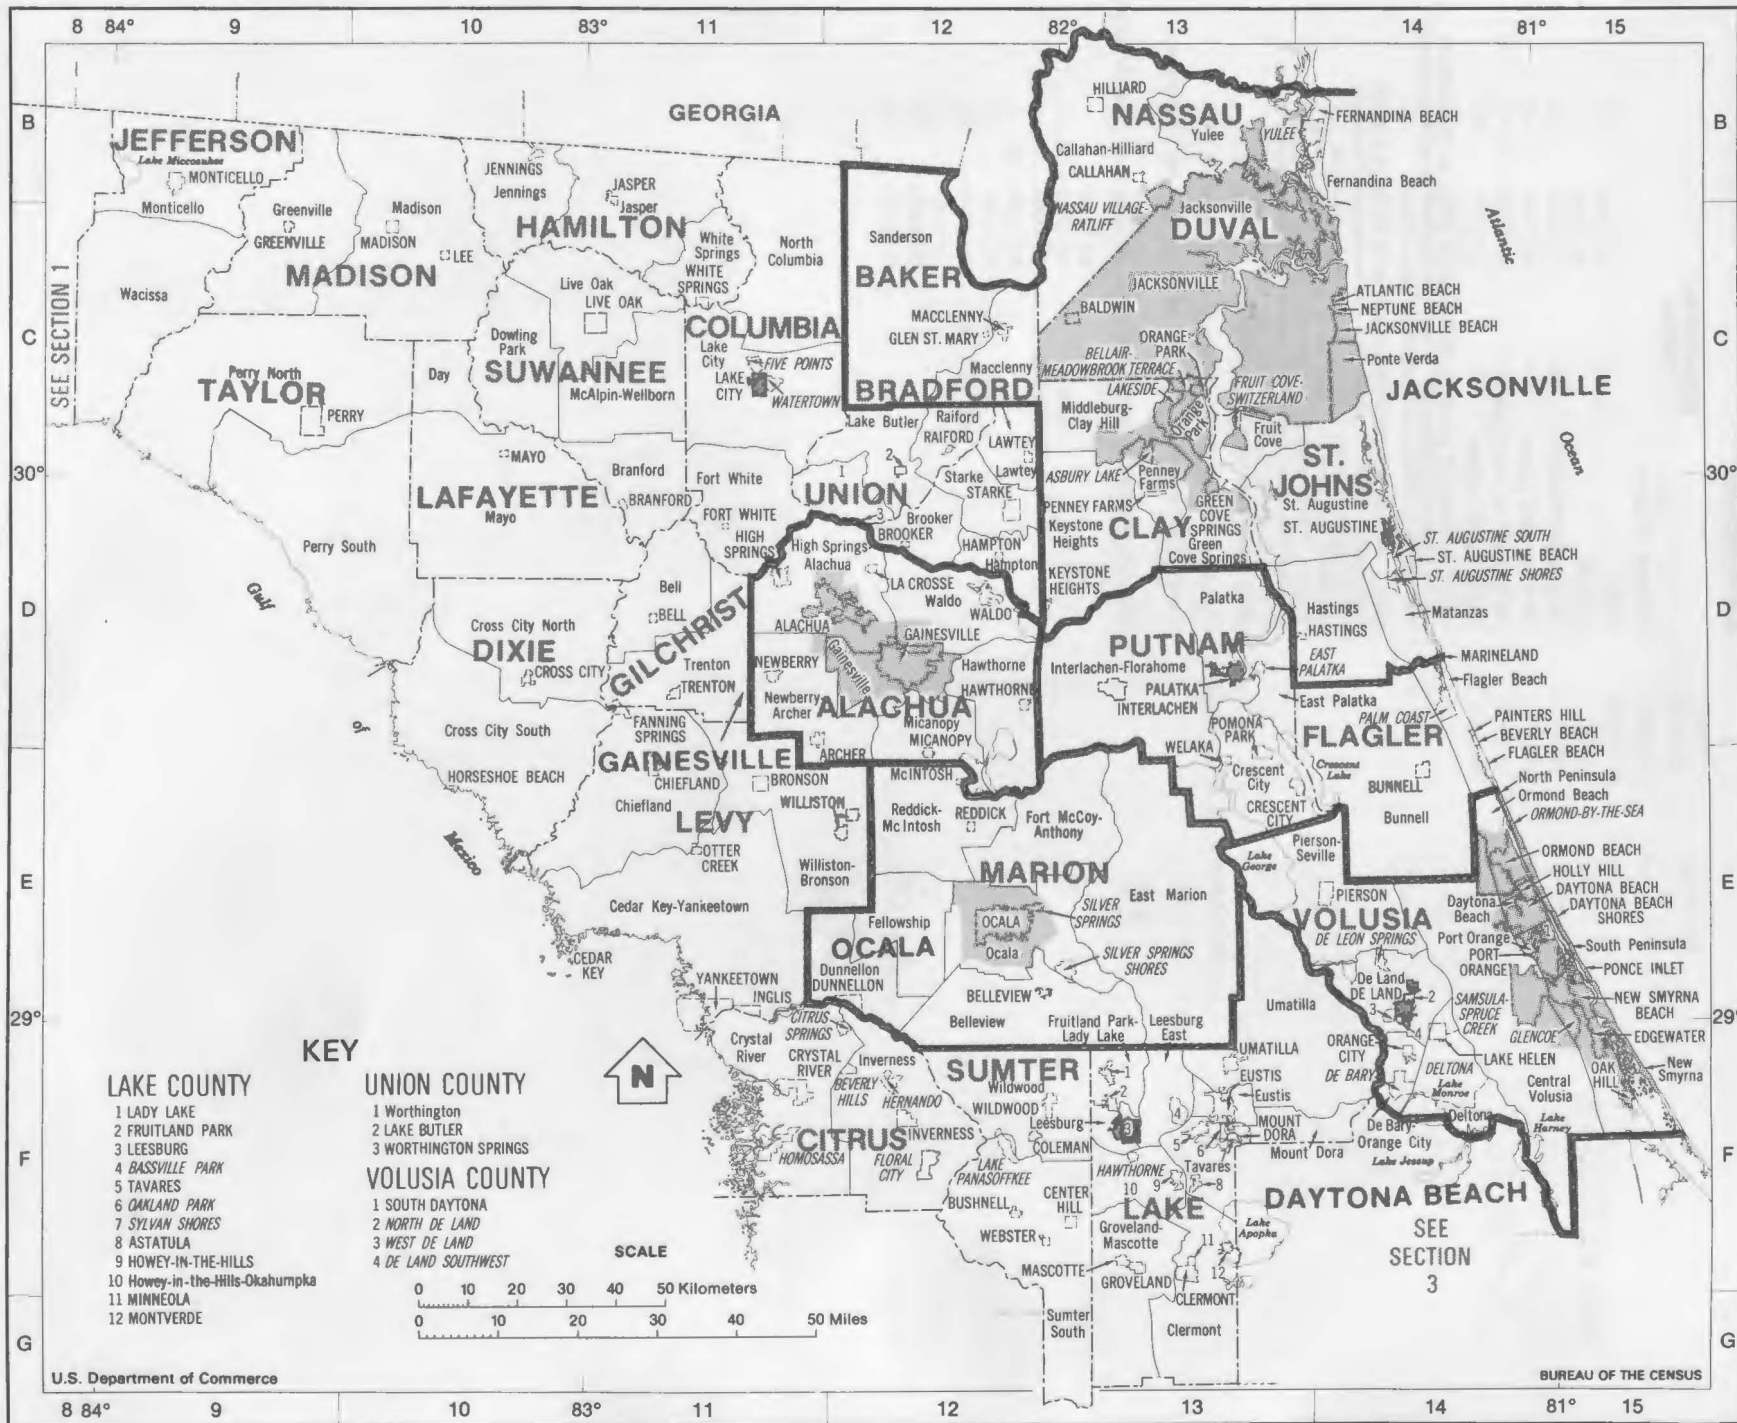 8 84° 9 10 83° 11 12 82° 13 14 81° 15
GEORGIA
B
B
HILLIARD
NASSAU
Yulee
YULEE
FERNANDINA BEACH
JEFFERSON
Lake Miccosukee
MONTICELLO
Monticello
JENNINGS
Jennings
JASPER
Jasper
Callahan-Hilliard
CALLAHAN
Fernandina Beach
Greenville
GREENVILLE
Madison
MADISON
LEE
HAMILTON
White
Springs
WHITE
SPRINGS
North
Columbia
Sanderson
NASSAU VILLAGE-
RATLIFF
Jacksonville
DUVAL
Atlantic
SEE SECTION 1
Wacissa
MADISON
Live Oak
LIVE OAK
BAKER
JACKSONVILLE
ATLANTIC BEACH
NEPTUNE BEACH
JACKSONVILLE BEACH
C
C
MACCLENNY
GLEN ST. MARY
BALDWIN
COLUMBIA
Dowling
Park
Lake
City
FIVE POINTS
ORANGE
PARK
BELLAIR-
MEADOWBROOK TERRACE
Ponte Verda
Perry North
TAYLOR
Day
SUWANNEE
McAlpin-Wellborn
LAKE
CITY
WATERTOWN
Macclenny
BRADFORD
LAKESIDE
FRUIT COVE-
SWITZERLAND
JACKSONVILLE
PERRY
Middleburg-
Clay Hill
Orange
Park
Fruit
Cove
Lake Butler
Raiford
RAIFORD
LAWTEY
Lawtey
Ocean
30°
30°
MAYO
Branford
BRANFORD
Fort White
1
2
Starke
STARKE
ASBURY LAKE
Penney
Farms
ST.
JOHNS
LAFAYETTE
Mayo
UNION
PENNEY FARMS
GREEN
COVE
SPRINGS
St. Augustine
ST. AUGUSTINE
FORT WHITE
3
Brooker
BROOKER
Keystone
Heights
CLAY
Perry South
HIGH
SPRINGS
High Springs
Alachua
HAMPTON
Hampton
Green
Cove Springs
ST. AUGUSTINE SOUTH
ST. AUGUSTINE BEACH
ST. AUGUSTINE SHORES
Gulf
Bell
BELL
LA CROSSE
Waldo
WALDO
KEYSTONE
HEIGHTS
Palatka
Hastings
HASTINGS
Matanzas
D
D
Cross City North
DIXIE
CROSS CITY
GILCHRIST
ALACHUA
GAINESVILLE
PUTNAM
EAST
PALATKA
MARINELAND
Flagler Beach
Trenton
TRENTON
NEWBERRY
Gainesville
Hawthorne
HAWTHORNE
Interlachen-Florahome
PALATKA
INTERLACHEN
East Palatka
PALM COAST
PAINTERS HILL
BEVERLY BEACH
FLAGLER BEACH
of
Cross City South
FANNING
SPRINGS
Newberry
Archer
ALACHUA
Micanopy
MICANOPY
POMONA
PARK
FLAGLER
GAINESVILLE
ARCHER
WELAKA
HORSESHOE BEACH
CHIEFLAND
Chiefland
BRONSON
McINTOSH
Crescent
City
Crescent
Lake
BUNNELL
North Peninsula
Ormond Beach
ORMOND-BY-THE-SEA
WILLISTON
Reddick-
McIntosh
REDDICK
Fort McCoy-
Anthony
CRESCENT
CITY
Bunnell
LEVY
Mexico
OTTER
CREEK
Lake
George
Pierson-
Seville
E
E
Williston-
Bronson
MARION
PIERSON
ORMOND BEACH
HOLLY HILL
DAYTONA BEACH
DAYTONA BEACH
SHORES
Cedar Key-Yankeetown
Fellowship
OCALA
East Marion
SILVER
SPRINGS
VOLUSIA
Daytona
Beach
CEDAR
KEY
OCALA
Ocala
SILVER SPRINGS
SHORES
DE LEON SPRINGS
Port Orange
PORT
ORANGE
South Peninsula
PONCE INLET
YANKEETOWN
INGLIS
Dunnellon
DUNNELLON
BELLEVIEW
Umatilla
De Land
DE LAND
2
3
4
SAMSULA-
SPRUCE
CREEK
NEW SMYRNA
BEACH
29°
29°
CITRUS
SPRINGS
Belleview
Fruitland Park-
Lady Lake
Leesburg
East
GLENCOE
EDGEWATER
Crystal
River
CRYSTAL
RIVER
Inverness
UMATILLA
ORANGE
CITY
LAKE HELEN
DE BARY
DELTONA
OAK
HILL
New
Smyrna
SUMTER
Wildwood
WILDWOOD
1
2
EUSTIS
Eustis
Lake
Monroe
Central
Volusia
BEVERLY
HILLS
HERNANDO
Leesburg
3
4
MOUNT
DORA
Deltona
Lake
Harney
CITRUS
INVERNESS
COLEMAN
5
6
7
Mount Dora
De Bary-
Orange City
Lake Jessup
HOMOSASSA
FLORAL
CITY
LAKE
PANASOFFKEE
HAWTHORNE
Tavares
F
F
BUSHNELL
CENTER
HILL
10
9
8
LAKE
DAYTONA BEACH
SEE
SECTION
3
WEBSTER
Groveland-
Mascotte
Lake
Apopka
MASCOTTE
GROVELAND
11
12
CLERMONT
Sumter
South
Clermont
G
G
KEY
LAKE COUNTY
1 LADY LAKE
2 FRUITLAND PARK
3 LEESBURG
4 BASSVILLE PARK
5 TAVARES
6 OAKLAND PARK
7 SYLVAN SHORES
8 ASTATULA
9 HOWEY-IN-THE-HILLS
10 Howey-in-the-Hills-Okahumpka
11 MINNEOLA
12 MONTVERDE
UNION COUNTY
1 Worthington
2 LAKE BUTLER
3 WORTHINGTON SPRINGS
VOLUSIA COUNTY
1 SOUTH DAYTONA
2 NORTH DE LAND
3 WEST DE LAND
4 DE LAND SOUTHWEST
N
SCALE
0 10 20 30 40 50 Kilometers
0 10 20 30 40 50 Miles
U.S. Department of Commerce
BUREAU OF THE CENSUS
8 84° 9 10 83° 11 12 13 14 81° 15